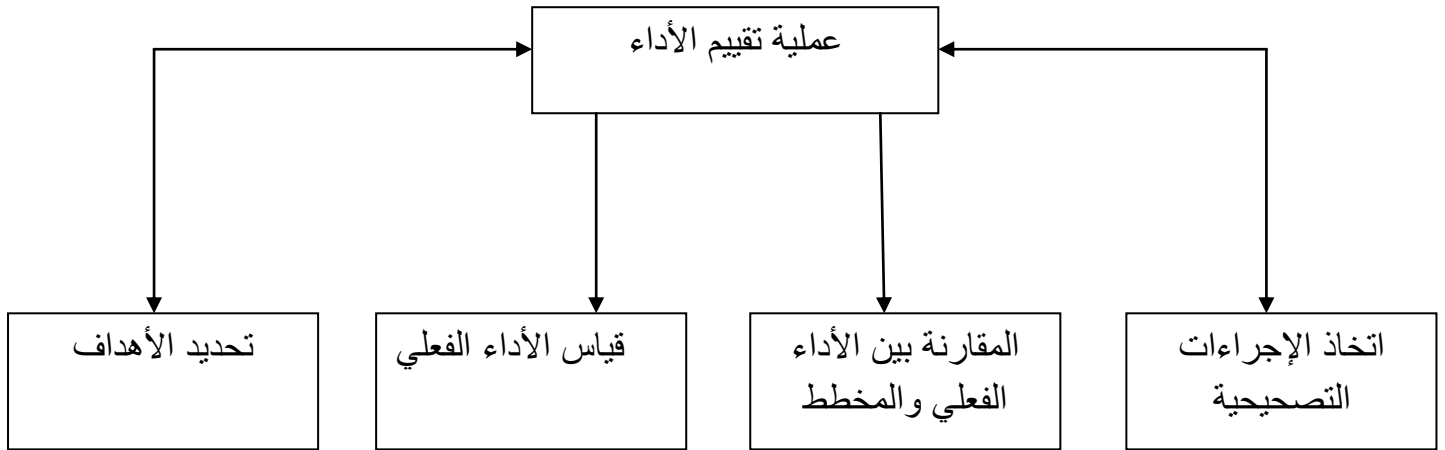 عملية تقييم الأداء
اتخاذ الإجراءات
التصحيحية
المقارنة بين الأداء
الفعلي والمخطط
قياس الأداء الفعلي
تحديد الأهداف